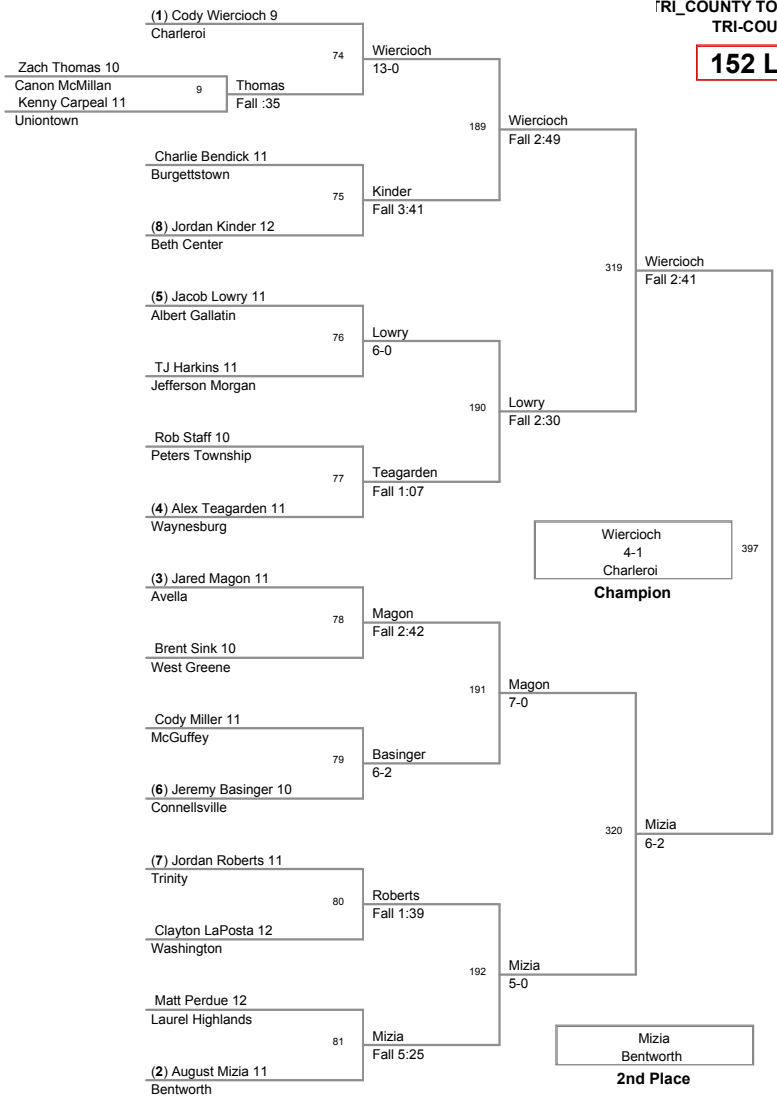 TRI_COUNTY TO
TRI-COU
152 L
(1) Cody Wiercioch 9
Charleroi
74
Wiercioch
13-0
Zach Thomas 10
Canon McMillan
9
Thomas
Fall :35
Kenny Carpeal 11
Uniontown
189
Wiercioch
Fall 2:49
Charlie Bendick 11
Burgettstown
75
Kinder
Fall 3:41
(8) Jordan Kinder 12
Beth Center
319
Wiercioch
Fall 2:41
(5) Jacob Lowry 11
Albert Gallatin
76
Lowry
6-0
TJ Harkins 11
Jefferson Morgan
190
Lowry
Fall 2:30
Rob Staff 10
Peters Township
77
Teagarden
Fall 1:07
(4) Alex Teagarden 11
Waynesburg
Wiercioch
4-1
Charleroi
397
Champion
(3) Jared Magon 11
Avella
78
Magon
Fall 2:42
Brent Sink 10
West Greene
191
Magon
7-0
Cody Miller 11
McGuffey
79
Basinger
6-2
(6) Jeremy Basinger 10
Connellsville
320
Mizia
6-2
(7) Jordan Roberts 11
Trinity
80
Roberts
Fall 1:39
Clayton LaPosta 12
Washington
192
Mizia
5-0
Matt Perdue 12
Laurel Highlands
81
Mizia
Fall 5:25
(2) August Mizia 11
Bentworth
Mizia
Bentworth
2nd Place